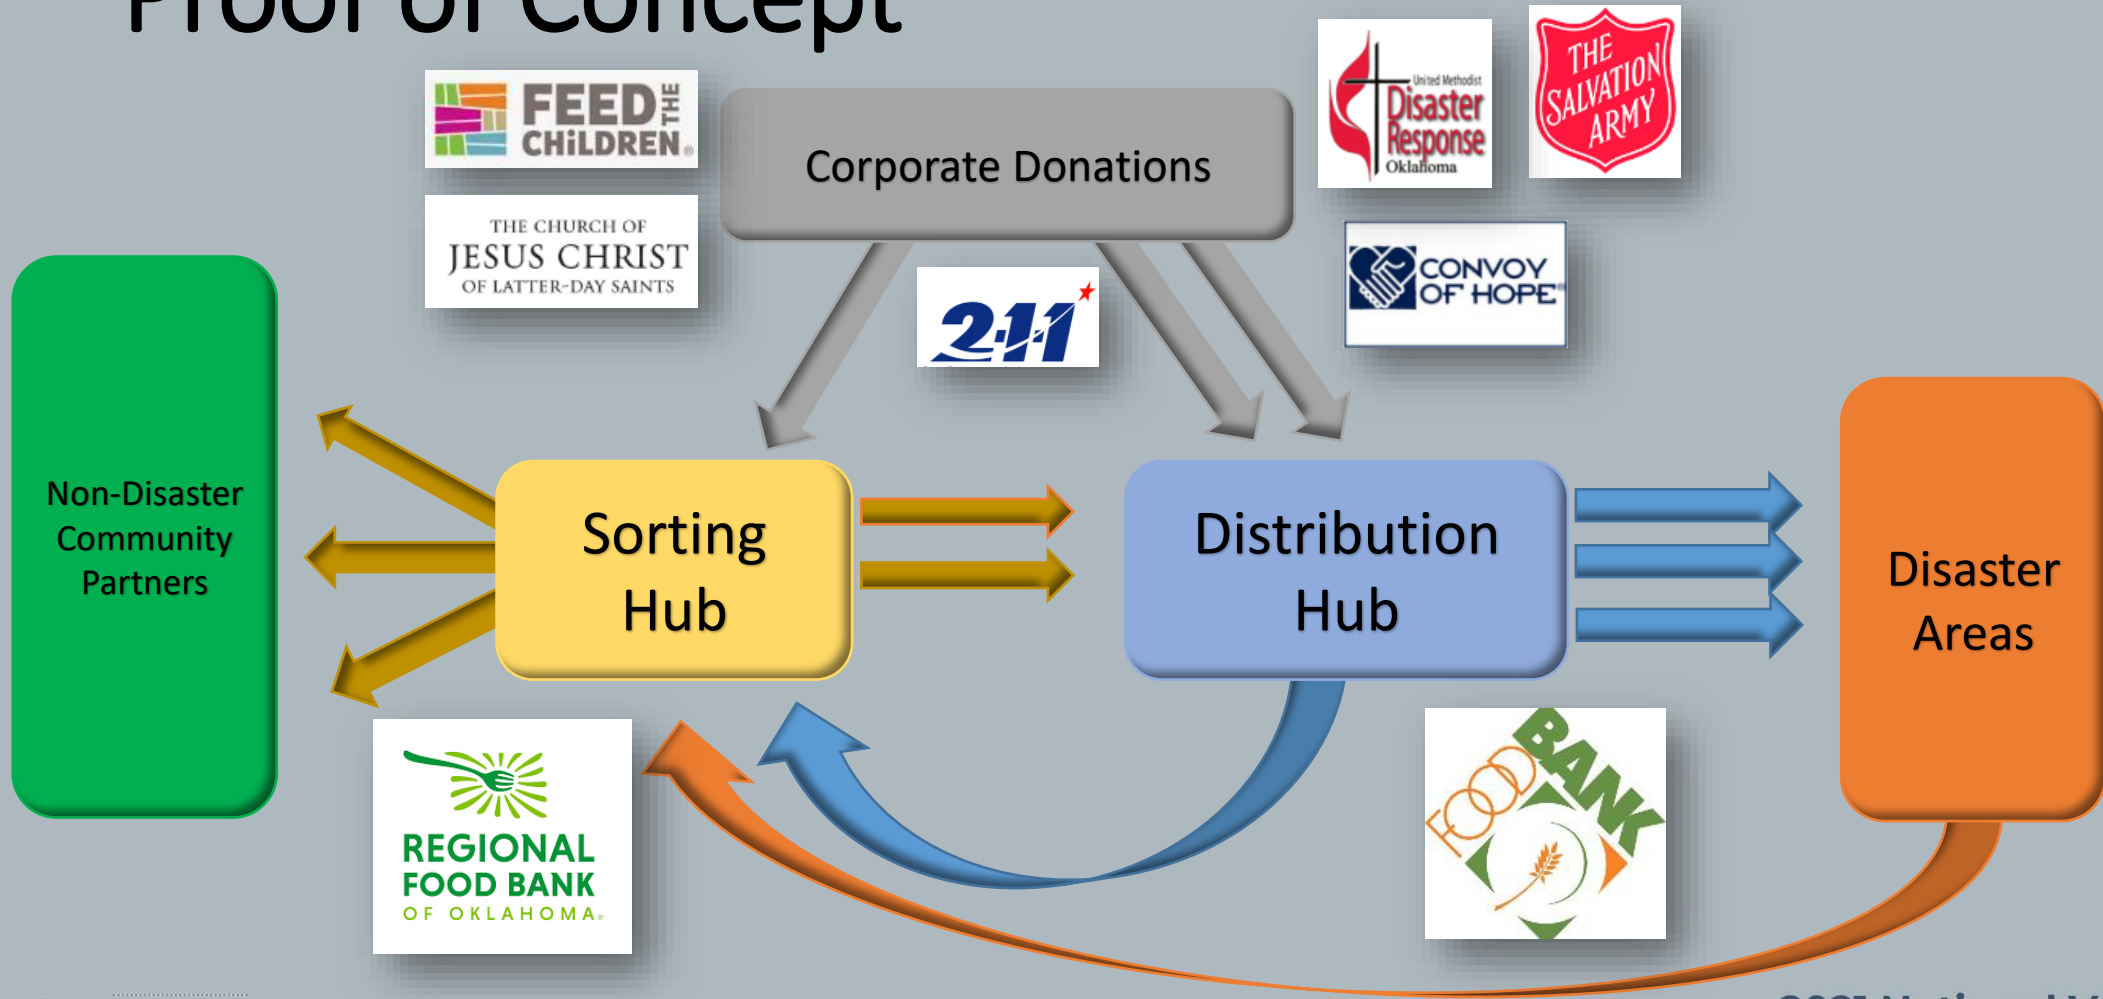 Proof of Concept
FEED THE
CHiLDREN®
Corporate Donations
United Methodist
Disaster
Response
Oklahoma
THE
SALVATION
ARMY
THE CHURCH OF
JESUS CHRIST
OF LATTER-DAY SAINTS
2-1-1
CONVOY
OF HOPE®
Non-Disaster
Community
Partners
Sorting
Hub
Distribution
Hub
Disaster
Areas
REGIONAL
FOOD BANK
OF OKLAHOMA®
FOOD
BANK